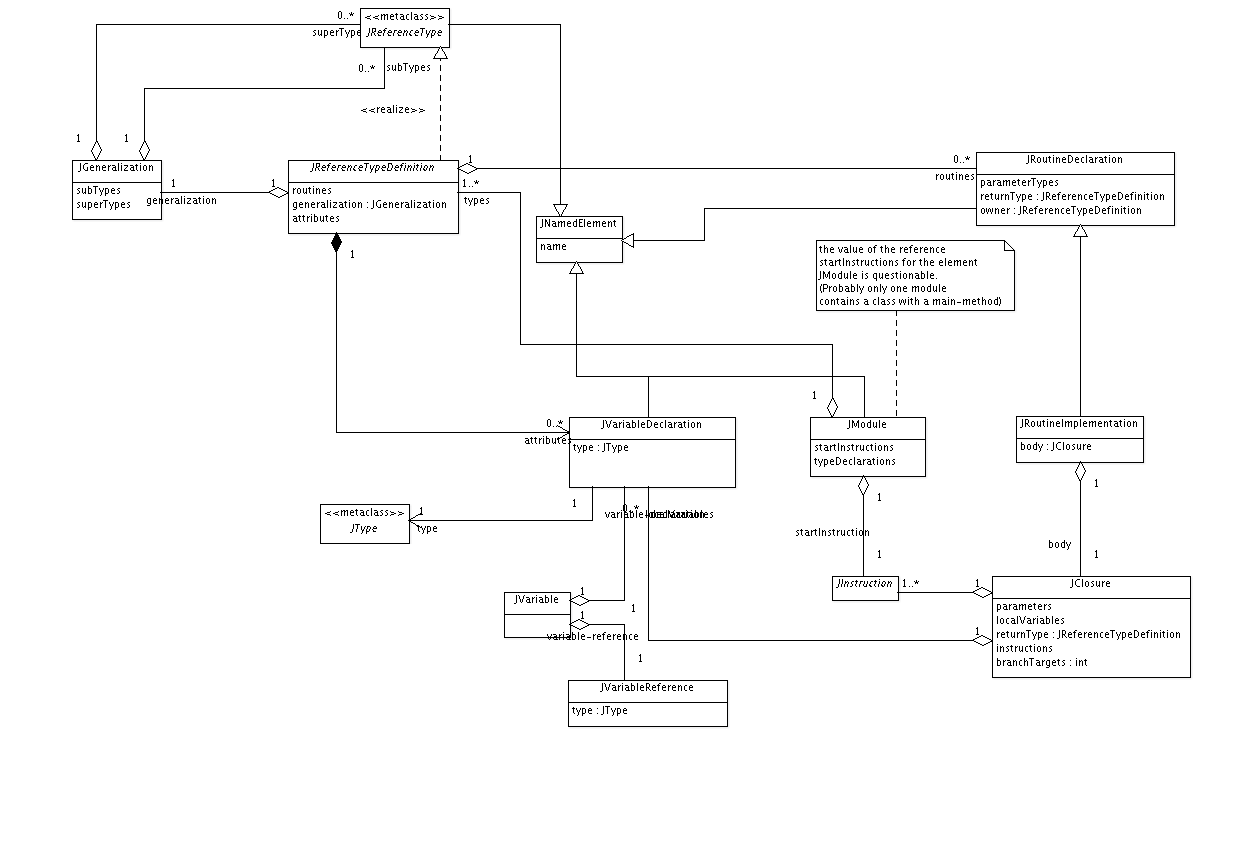 0..*
<<metaclass>>
JReferenceType
superType
0..*
subTypes
<<realize>>
1
1
JGeneralization
subTypes
superTypes
1
generalization
1
JReferenceTypeDefinition
routines
generalization : JGeneralization
attributes
1
1..*
types
1
0..*
routines
JRoutineDeclaration
parameterTypes
returnType : JReferenceTypeDefinition
owner : JReferenceTypeDefinition
JNamedElement
name
the value of the reference
startInstructions for the element
JModule is questionable.
(Probably only one module
contains a class with a main-method)
1
0..*
attributes
JVariableDeclaration
type : JType
JModule
startInstructions
typeDeclarations
JRoutineImplementation
body : JClosure
<<metaclass>>
JType
1
type
1
0..*
1
startInstruction
1
1
body
1
JInstruction
1..*
1
1
JClosure
parameters
localVariables
returnType : JReferenceTypeDefinition
instructions
branchTargets : int
JVariable
1
1
1
variable-reference
1
JVariableReference
type : JType